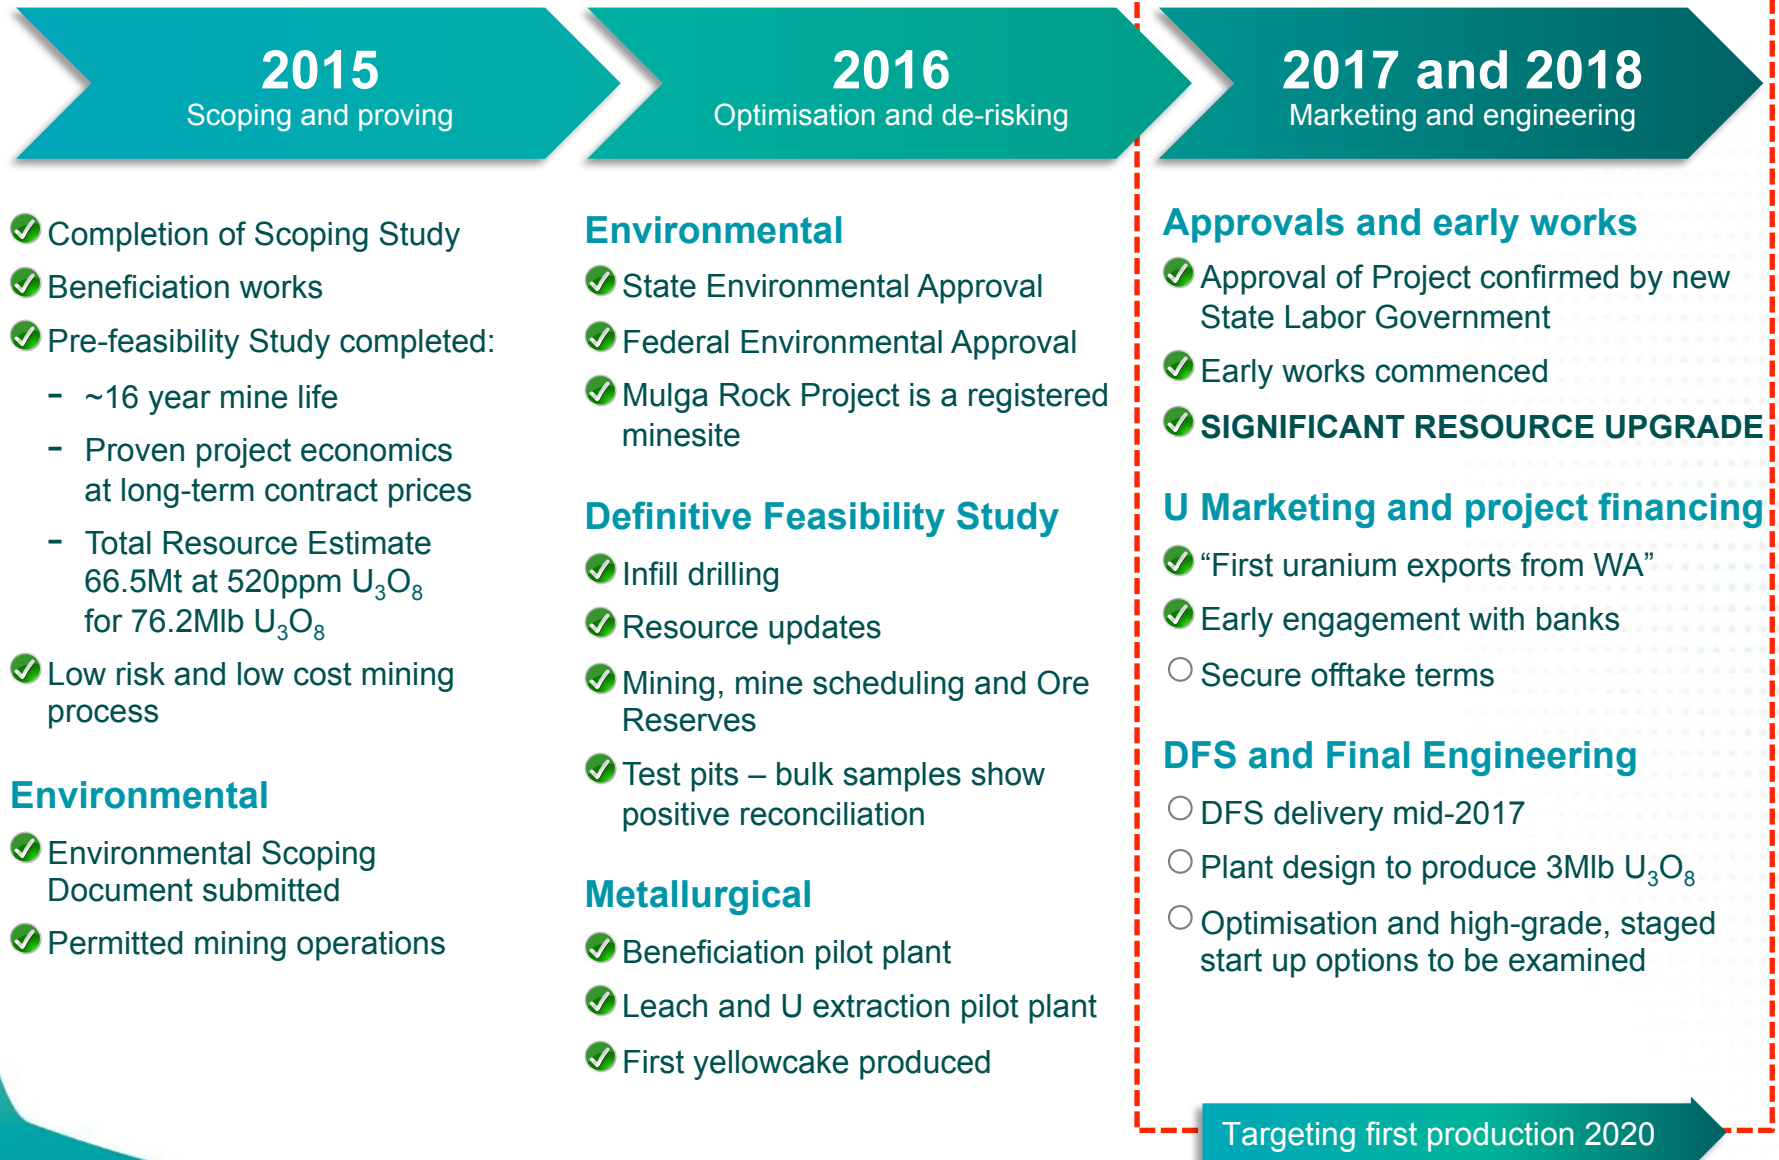 2015
Scoping and proving
Completion of Scoping Study
Beneficiation works
Pre-feasibility Study completed:
- ~16 year mine life
- Proven project economics
at long-term contract prices
- Total Resource Estimate
66.5Mt at 520ppm U₃O₈
for 76.2Mlb U₃O₈
Low risk and low cost mining
process
Environmental
Environmental Scoping
Document submitted
Permitted mining operations
2016
Optimisation and de-risking
Environmental
State Environmental Approval
Federal Environmental Approval
Mulga Rock Project is a registered
minesite
Definitive Feasibility Study
Infill drilling
Resource updates
Mining, mine scheduling and Ore
Reserves
Test pits – bulk samples show
positive reconciliation
Metallurgical
Beneficiation pilot plant
Leach and U extraction pilot plant
First yellowcake produced
2017 and 2018
Marketing and engineering
Approvals and early works
Approval of Project confirmed by new
State Labor Government
Early works commenced
SIGNIFICANT RESOURCE UPGRADE
U Marketing and project financing
“First uranium exports from WA”
Early engagement with banks
Secure offtake terms
DFS and Final Engineering
DFS delivery mid-2017
Plant design to produce 3Mlb U₃O₈
Optimisation and high-grade, staged
start up options to be examined
Targeting first production 2020